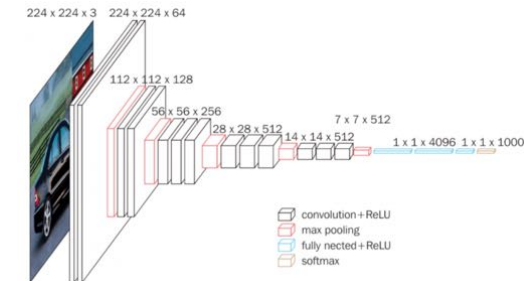 224 x 224 x 3
224 x 224 x 64
112 x 112 x 128
56 x 56 x 256
28 x 28 x 512
14 x 14 x 512
7 x 7 x 512
1 x 1 x 4096
1 x 1 x 1000
convolution+ReLU
max pooling
fully nected+ReLU
softmax